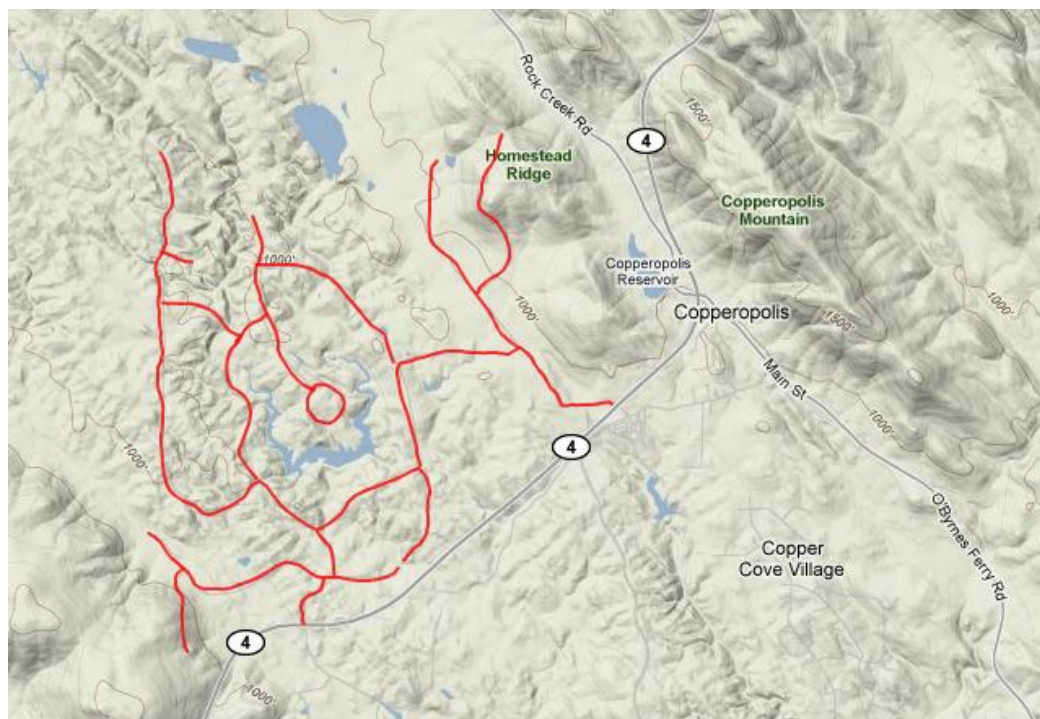 Rock Creek Rd
1500'
4
Homestead
Ridge
Copperopolis
Mountain
1000'
Copperopolis
Reservoir
1000'
1000'
Copperopolis
1500'
Main St
1000'
4
1000'
O'Byrnes Ferry Rd
Copper
Cove Village
4
1000'